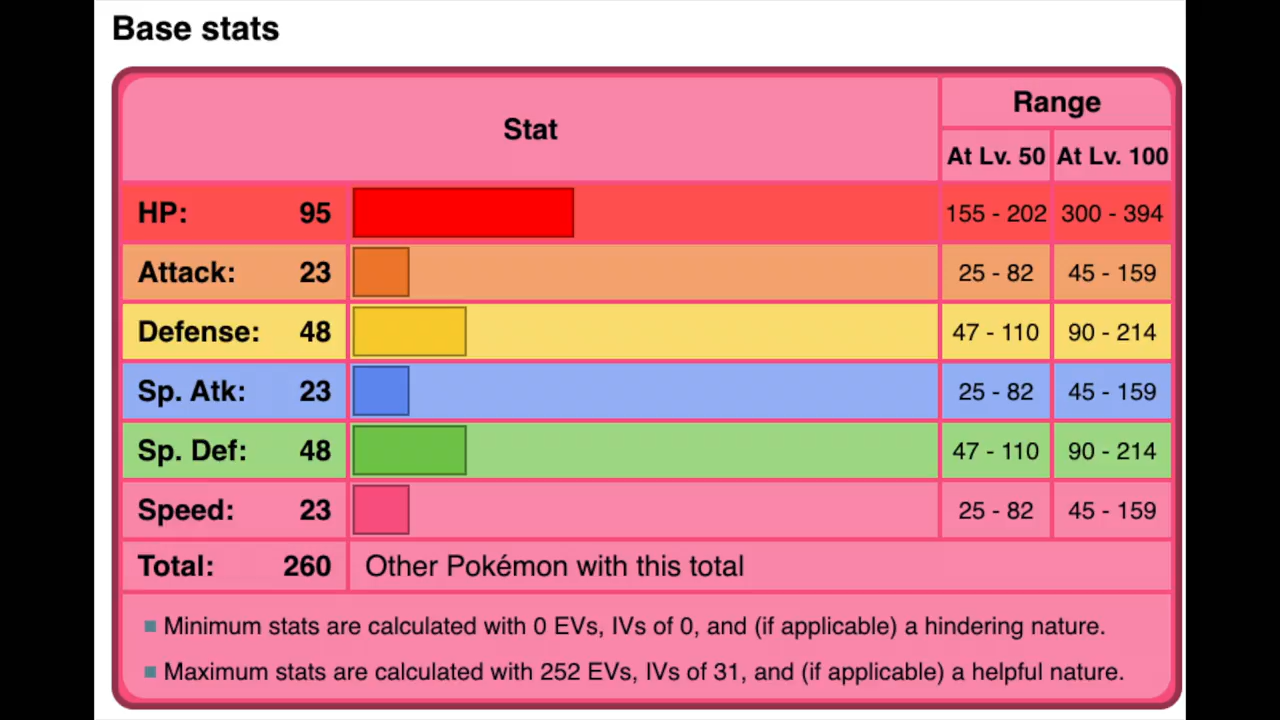 Base stats
Stat Range
At Lv. 50 At Lv. 100
HP: 95 155 - 202 300 - 394
Attack: 23 25 - 82 45 - 159
Defense: 48 47 - 110 90 - 214
Sp. Atk: 23 25 - 82 45 - 159
Sp. Def: 48 47 - 110 90 - 214
Speed: 23 25 - 82 45 - 159
Total: 260 Other Pokémon with this total
Minimum stats are calculated with 0 EVs, IVs of 0, and (if applicable) a hindering nature.
Maximum stats are calculated with 252 EVs, IVs of 31, and (if applicable) a helpful nature.